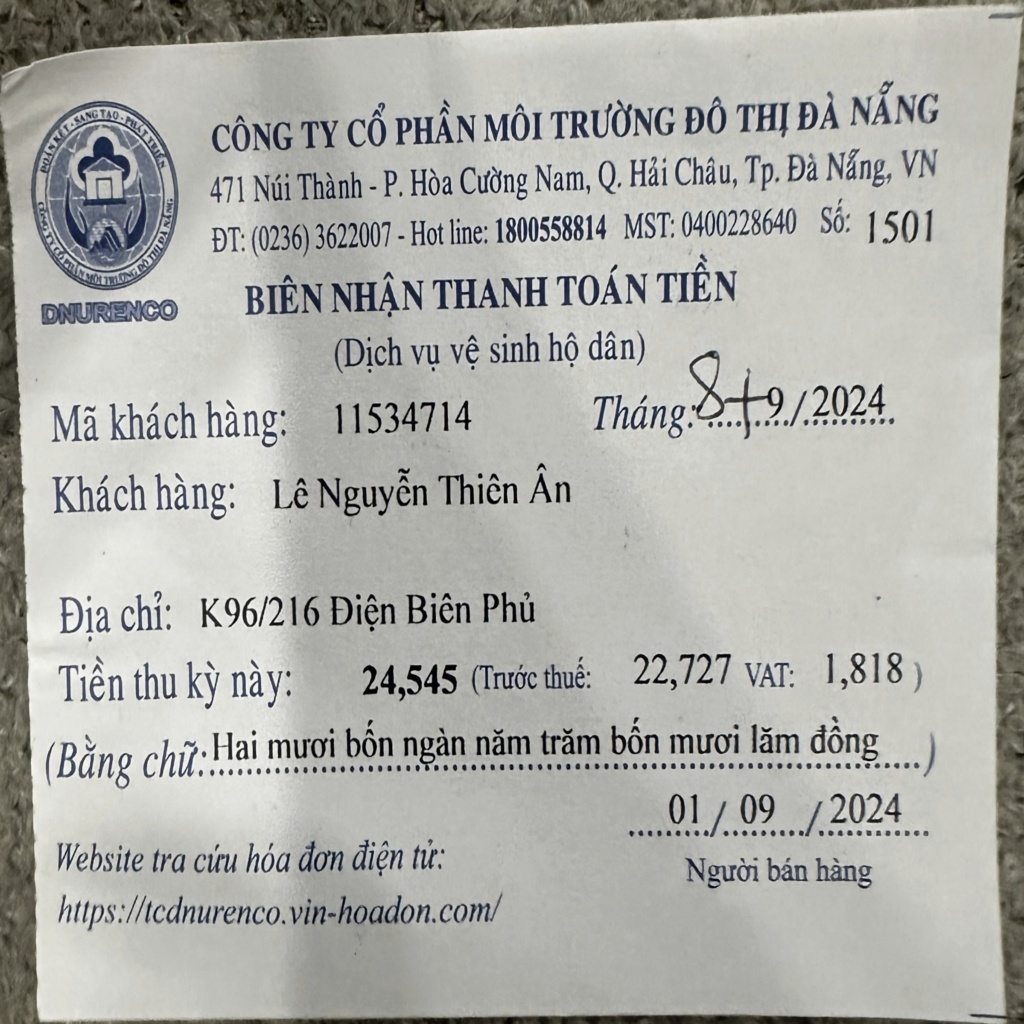 ĐOÀN KẾT - SÁNG TẠO - PHÁT TRIỂN
CÔNG TY CỔ PHẦN MÔI TRƯỜNG ĐÔ THỊ ĐÀ NẴNG
DNURENCO
CÔNG TY CỔ PHẦN MÔI TRƯỜNG ĐÔ THỊ ĐÀ NẴNG
471 Núi Thành - P. Hòa Cường Nam, Q. Hải Châu, Tp. Đà Nẵng, VN
ĐT: (0236) 3622007 - Hot line: 1800558814 MST: 0400228640 Số: 1501
BIÊN NHẬN THANH TOÁN TIỀN
(Dịch vụ vệ sinh hộ dân)
Mã khách hàng: 11534714 Tháng: 8+9/2024
Khách hàng: Lê Nguyễn Thiên Ân
Địa chỉ: K96/216 Điện Biên Phủ
Tiền thu kỳ này: 24,545 (Trước thuế: 22,727 VAT: 1,818 )
(Bằng chữ: Hai mươi bốn ngàn năm trăm bốn mươi lăm đồng )
01 / 09 / 2024
Người bán hàng
Website tra cứu hóa đơn điện tử:
https://tcdnurenco.vin-hoadon.com/